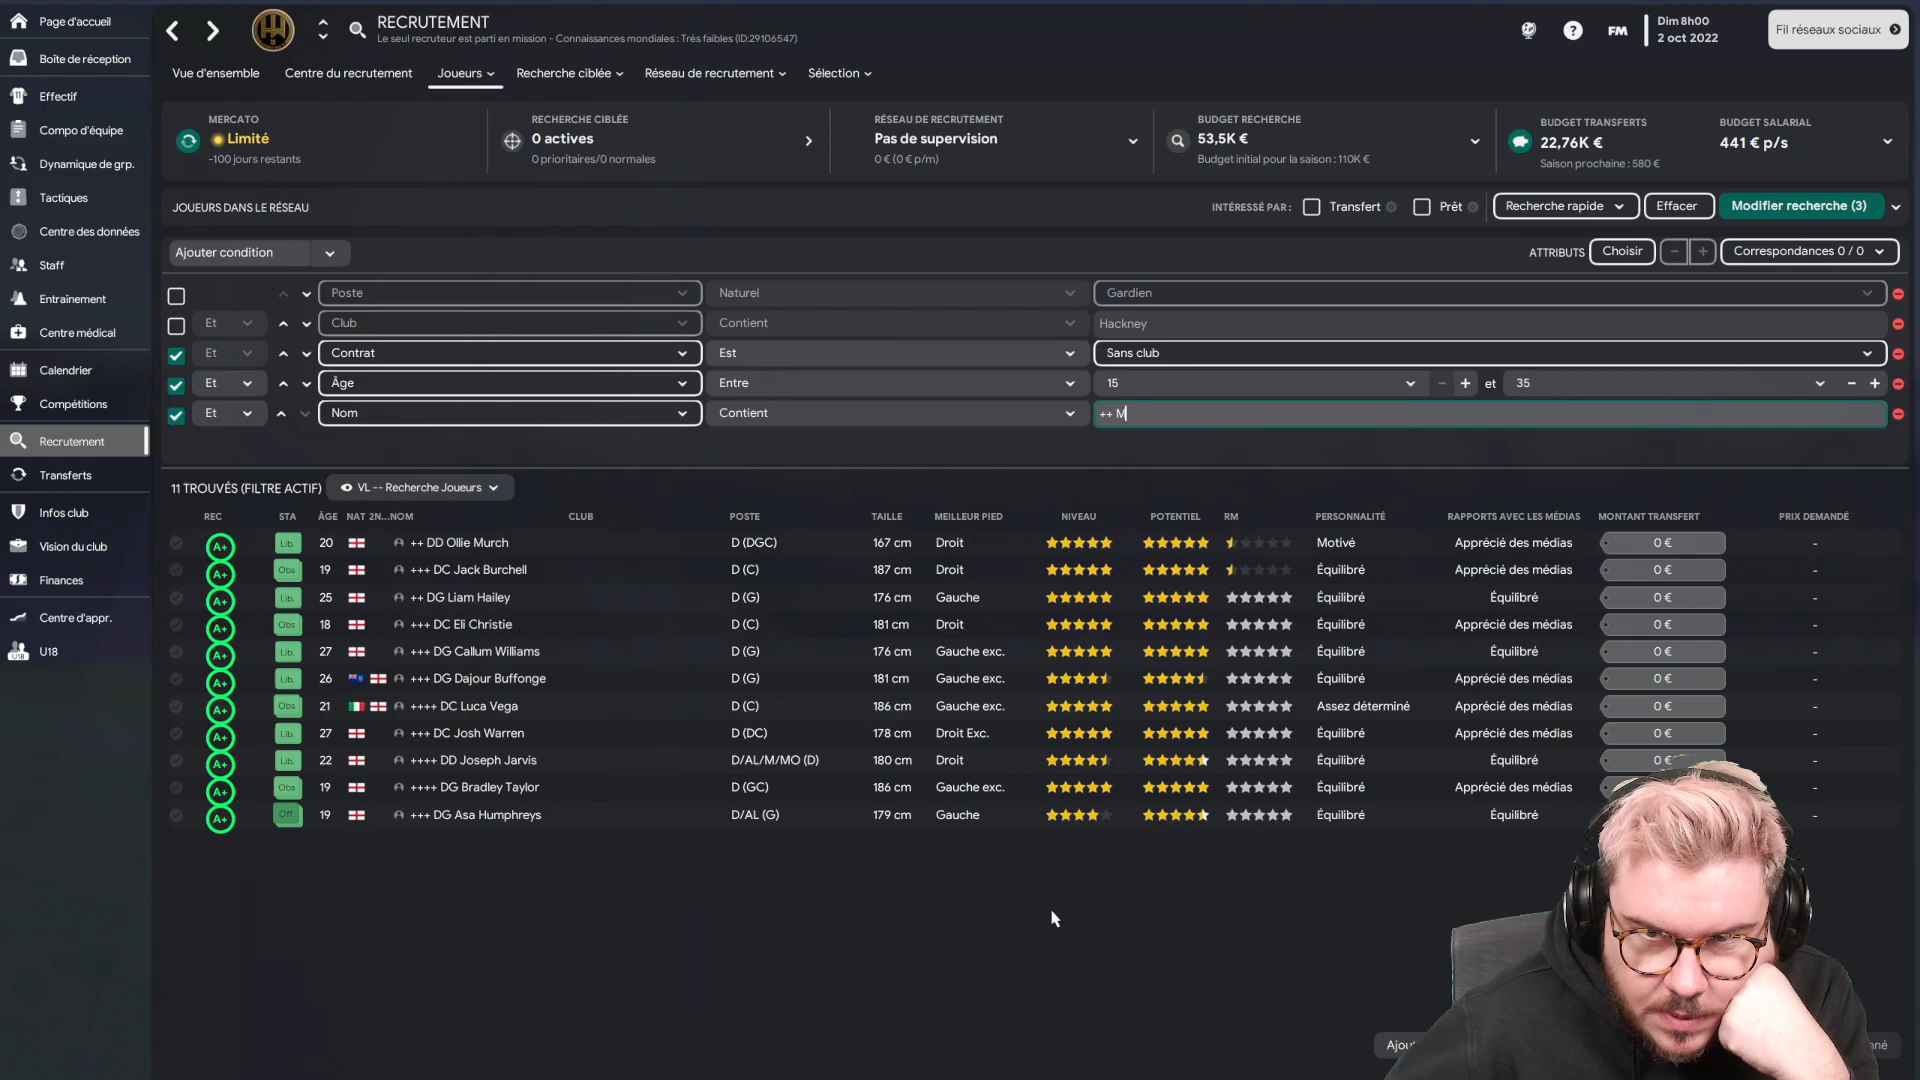 Page d'accueil
Boîte de réception
Effectif
Compo d'équipe
Dynamique de grp.
Tactiques
Centre des données
Staff
Entraînement
Centre médical
Calendrier
Compétitions
Recrutement
Transferts
Infos club
Vision du club
Finances
Centre d'appr.
U18
RECRUTEMENT
Le seul recruteur est parti en mission - Connaissances mondiales : Très faibles (ID:29106547)
FM
Dim 8h00
2 oct 2022
Fil réseaux sociaux
Vue d'ensemble Centre du recrutement Joueurs Recherche ciblée Réseau de recrutement Sélection
MERCATO
Limité
-100 jours restants
RECHERCHE CIBLÉE
0 actives
0 prioritaires/0 normales
RÉSEAU DE RECRUTEMENT
Pas de supervision
0 € (0 € p/m)
BUDGET RECHERCHE
53,5K €
Budget initial pour la saison : 110K €
BUDGET TRANSFERTS
22,76K €
Saison prochaine : 580 €
BUDGET SALARIAL
441 € p/s
JOUEURS DANS LE RÉSEAU
INTÉRESSÉ PAR : Transfert Prêt Recherche rapide Effacer Modifier recherche (3)
Ajouter condition
ATTRIBUTS Choisir - + Correspondances 0 / 0
Poste Naturel Gardien
Et Club Contient Hackney
Et Contrat Est Sans club
Et Âge Entre 15 - + et 35 - +
Et Nom Contient ++ M
11 TROUVÉS (FILTRE ACTIF) VL -- Recherche Joueurs
REC STA ÂGE NAT 2N...NOM CLUB POSTE TAILLE MEILLEUR PIED NIVEAU POTENTIEL RM PERSONNALITÉ RAPPORTS AVEC LES MÉDIAS MONTANT TRANSFERT PRIX DEMANDÉ
A+ Lib. 20 ++ DD Ollie Murch D (DGC) 167 cm Droit Motivé Apprécié des médias 0 € -
A+ Obs 19 +++ DC Jack Burchell D (C) 187 cm Droit Équilibré Apprécié des médias 0 € -
A+ Lib. 25 ++ DG Liam Hailey D (G) 176 cm Gauche Équilibré Équilibré 0 € -
A+ Obs 18 +++ DC Eli Christie D (C) 181 cm Droit Équilibré Apprécié des médias 0 € -
A+ Lib. 27 +++ DG Callum Williams D (G) 176 cm Gauche exc. Équilibré Équilibré 0 € -
A+ Lib. 26 +++ DG Dajour Buffonge D (G) 181 cm Gauche exc. Équilibré Apprécié des médias 0 € -
A+ Obs 21 ++++ DC Luca Vega D (C) 186 cm Gauche exc. Assez déterminé Apprécié des médias 0 € -
A+ Lib. 27 +++ DC Josh Warren D (DC) 178 cm Droit Exc. Équilibré Apprécié des médias 0 € -
A+ Lib. 22 ++++ DD Joseph Jarvis D/AL/M/MO (D) 180 cm Droit Équilibré Équilibré 0 € -
A+ Obs 19 ++++ DG Bradley Taylor D (GC) 186 cm Gauche exc. Équilibré Apprécié des médias 0 € -
A+ Off 19 +++ DG Asa Humphreys D/AL (G) 179 cm Gauche Équilibré Équilibré -